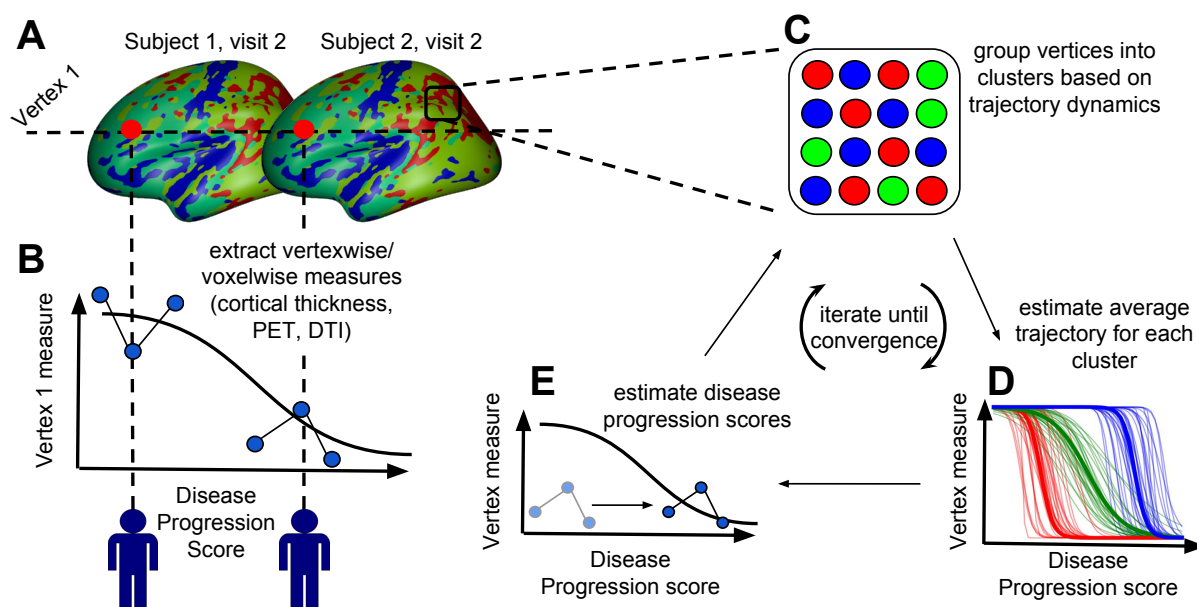 A
Subject 1, visit 2
Subject 2, visit 2
Vertex 1
C
group vertices into
clusters based on
trajectory dynamics
B
extract vertexwise/
voxelwise measures
(cortical thickness,
PET, DTI)
Vertex 1 measure
Disease
Progression
Score
iterate until
convergence
estimate average
trajectory for each
cluster
E
estimate disease
progression scores
Vertex measure
Disease
Progression score
D
Vertex measure
Disease
Progression score